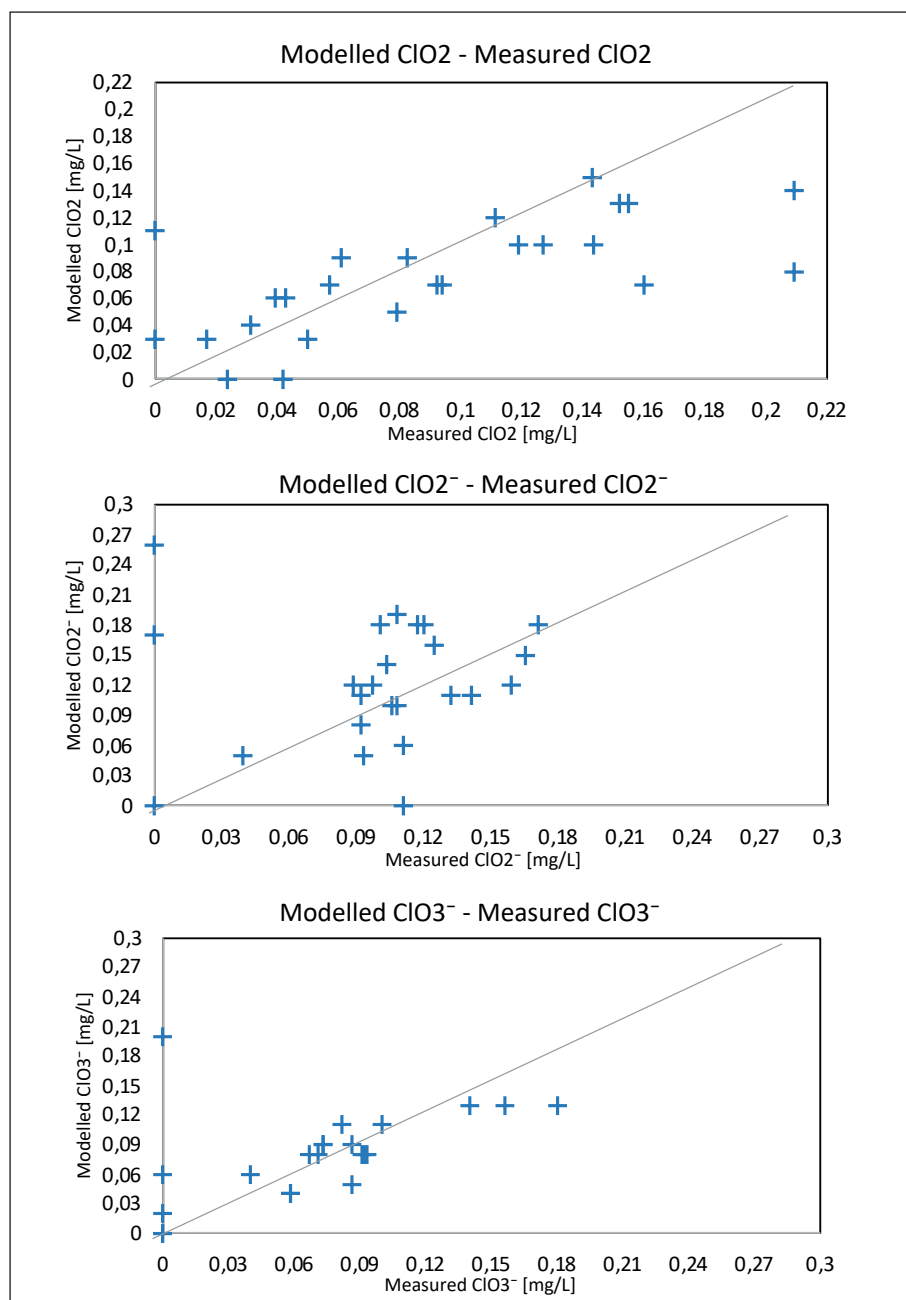 Modelled ClO2 - Measured ClO2
Modelled ClO2 [mg/L]
0,22
0,2
0,18
0,16
0,14
0,12
0,1
0,08
0,06
0,04
0,02
0
0 0,02 0,04 0,06 0,08 0,1 0,12 0,14 0,16 0,18 0,2 0,22
Measured ClO2 [mg/L]
Modelled ClO2⁻ - Measured ClO2⁻
Modelled ClO2⁻ [mg/L]
0,3
0,27
0,24
0,21
0,18
0,15
0,12
0,09
0,06
0,03
0
0 0,03 0,06 0,09 0,12 0,15 0,18 0,21 0,24 0,27 0,3
Measured ClO2⁻ [mg/L]
Modelled ClO3⁻ - Measured ClO3⁻
Modelled ClO3⁻ [mg/L]
0,3
0,27
0,24
0,21
0,18
0,15
0,12
0,09
0,06
0,03
0
0 0,03 0,06 0,09 0,12 0,15 0,18 0,21 0,24 0,27 0,3
Measured ClO3⁻ [mg/L]